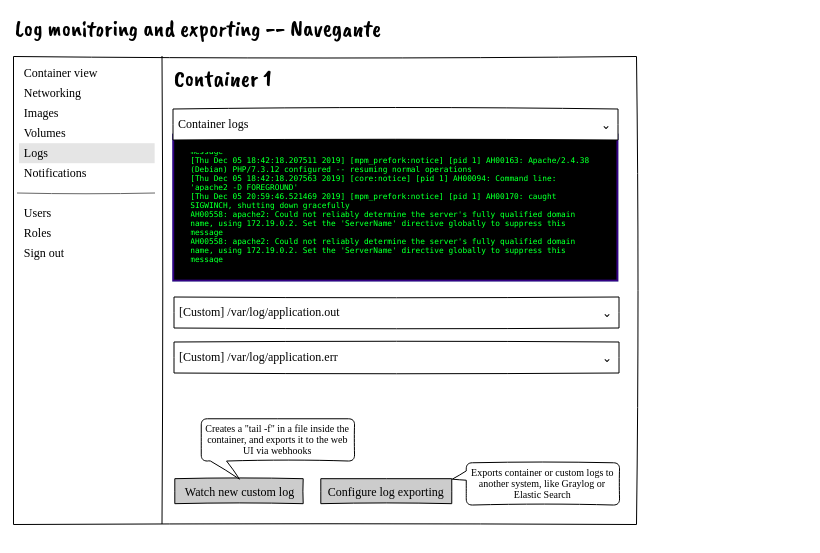 Log monitoring and exporting -- Navegante
Container view
Networking
Images
Volumes
Logs
Notifications
Users
Roles
Sign out
Container 1
Container logs
message
[Thu Dec 05 18:42:18.207511 2019] [mpm_prefork:notice] [pid 1] AH00163: Apache/2.4.38
(Debian) PHP/7.3.12 configured -- resuming normal operations
[Thu Dec 05 18:42:18.207563 2019] [core:notice] [pid 1] AH00094: Command line:
'apache2 -D FOREGROUND'
[Thu Dec 05 20:59:46.521469 2019] [mpm_prefork:notice] [pid 1] AH00170: caught
SIGWINCH, shutting down gracefully
AH00558: apache2: Could not reliably determine the server's fully qualified domain
name, using 172.19.0.2. Set the 'ServerName' directive globally to suppress this
message
AH00558: apache2: Could not reliably determine the server's fully qualified domain
name, using 172.19.0.2. Set the 'ServerName' directive globally to suppress this
message
[Custom] /var/log/application.out
[Custom] /var/log/application.err
Creates a "tail -f" in a file inside the
container, and exports it to the web
UI via webhooks
Watch new custom log
Configure log exporting
Exports container or custom logs to
another system, like Graylog or
Elastic Search